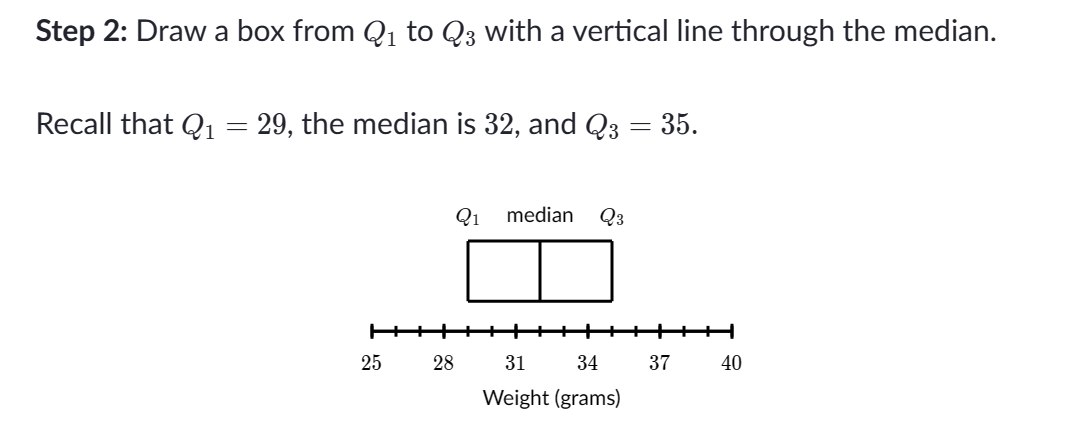 Step 2: Draw a box from Q₁ to Q₃ with a vertical line through the median.
Recall that Q₁ = 29, the median is 32, and Q₃ = 35.
Q₁ median Q₃
25 28 31 34 37 40
Weight (grams)